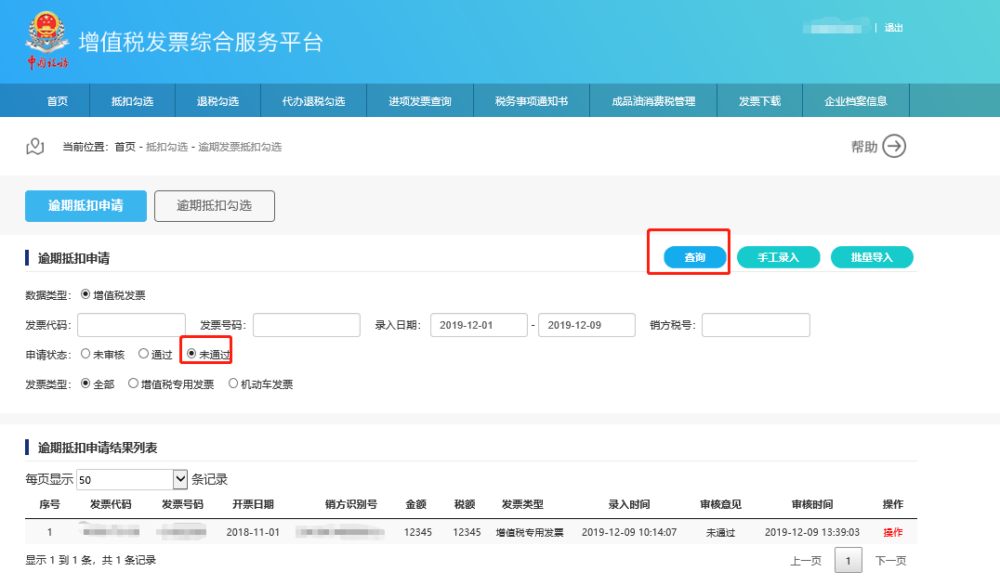 增值税发票综合服务平台
| 退出
中国税务
首页 抵扣勾选 退税勾选 代办退税勾选 进项发票查询 税务事项通知书 成品油消费税管理 发票下载 企业档案信息
当前位置：首页 - 抵扣勾选 - 逾期发票抵扣勾选
帮助
逾期抵扣申请 逾期抵扣勾选
逾期抵扣申请 查询 手工录入 批量导入
数据类型： 增值税发票
发票代码： 发票号码： 录入日期： 2019-12-01 - 2019-12-09 销方税号：
申请状态： 未审核 通过 未通过
发票类型： 全部 增值税专用发票 机动车发票
逾期抵扣申请结果列表
每页显示 50 条记录
序号 发票代码 发票号码 开票日期 销方识别号 金额 税额 发票类型 录入时间 审核意见 审核时间 操作
1 2018-11-01 12345 12345 增值税专用发票 2019-12-09 10:14:07 未通过 2019-12-09 13:39:03 操作
显示 1 到 1 条，共 1 条记录
上一页 1 下一页